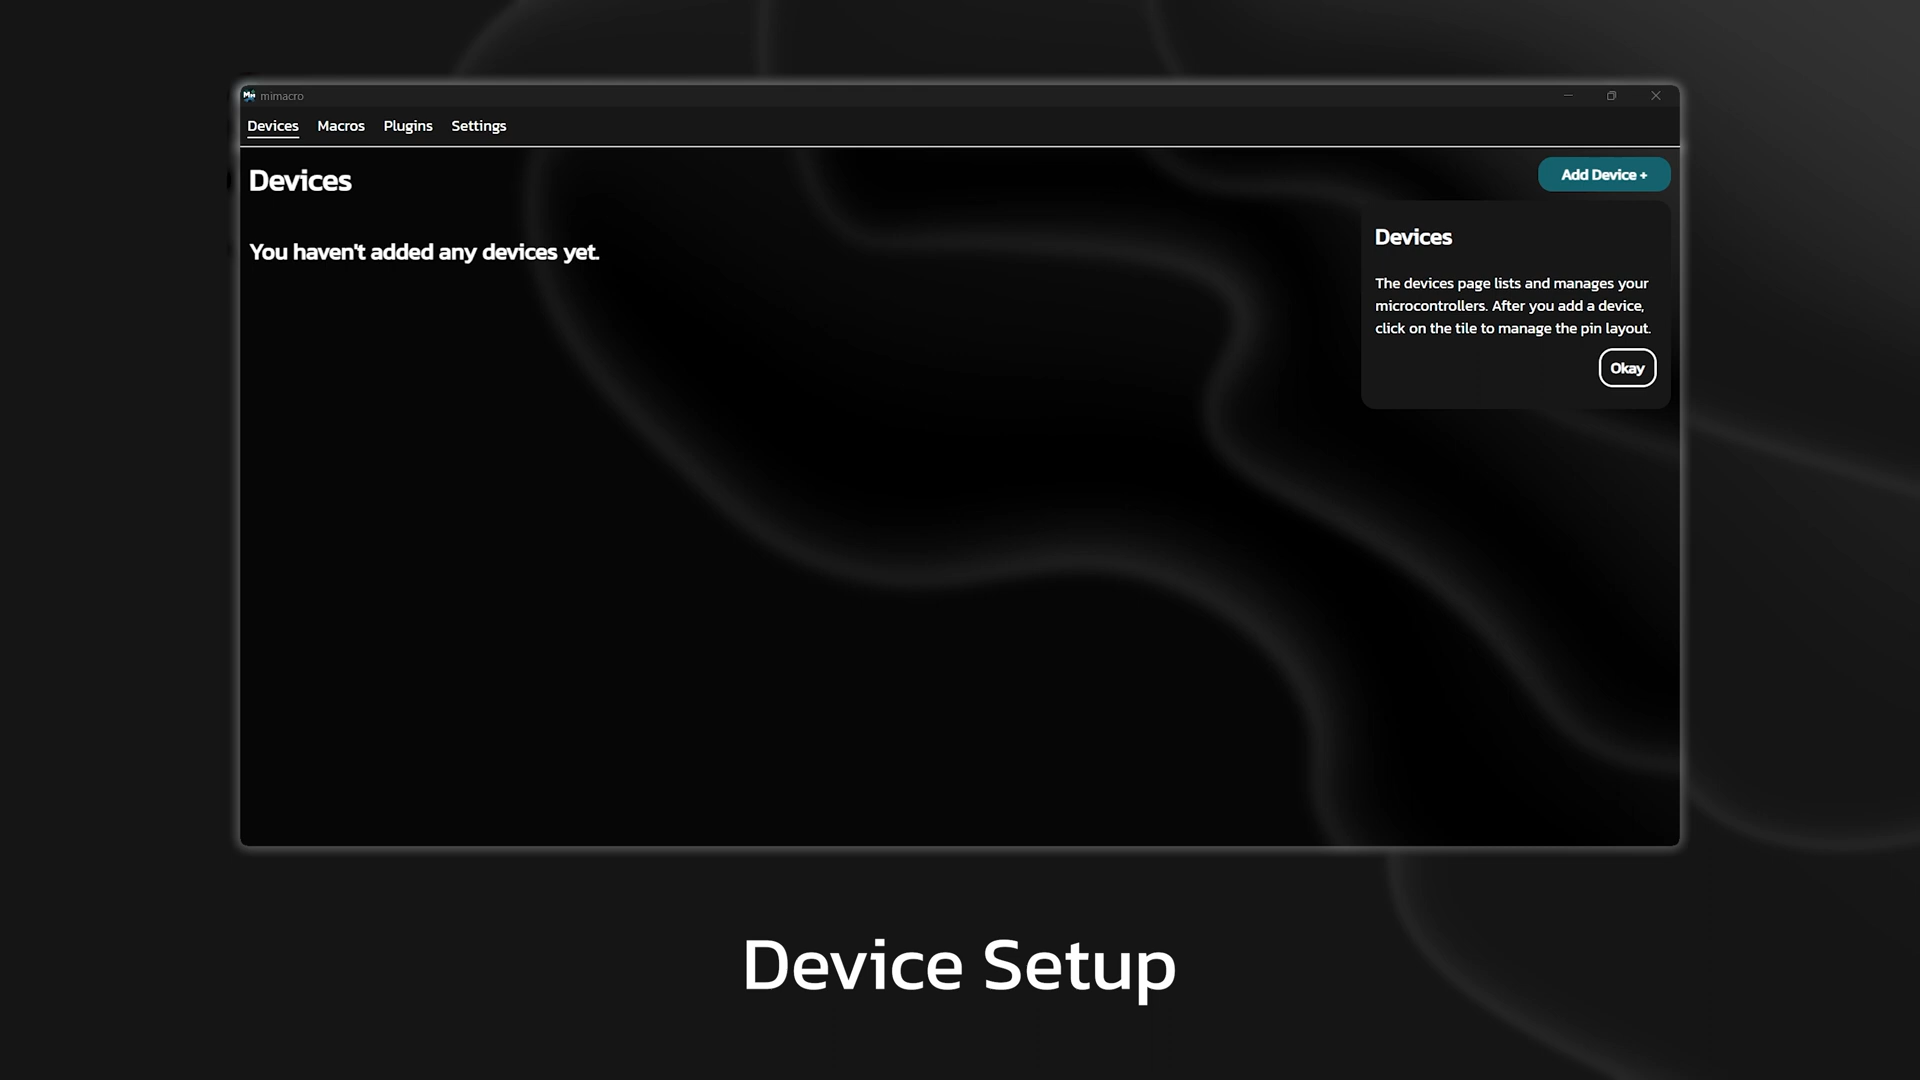 mimacro
Devices Macros Plugins Settings
Devices
Add Device +
You haven't added any devices yet.
Devices
The devices page lists and manages your
microcontrollers. After you add a device,
click on the tile to manage the pin layout.
Okay
Device Setup